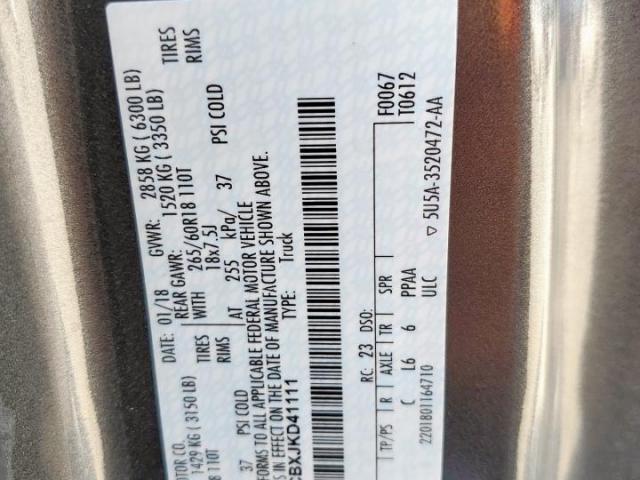 DATE: 01/18 GVWR: 2858 KG ( 6300 LB)
OTOR CO.
1429 KG ( 3150 LB) REAR GAWR: 1520 KG ( 3350 LB)
8 110T TIRES WITH 265/60R18 110T TIRES
RIMS 18x7.5J RIMS
37 PSI COLD AT 255 kPa/ 37 PSI COLD
FORMS TO ALL APPLICABLE FEDERAL MOTOR VEHICLE
S IN EFFECT ON THE DATE OF MANUFACTURE SHOWN ABOVE.
CBXJKD41111 TYPE: Truck
F0067
RC: 23 DSO: T0612
TP/PS R AXLE TR SPR
C L6 6 PPAA
2201801164710 ULC ▽ 5U5A-3520472-AA